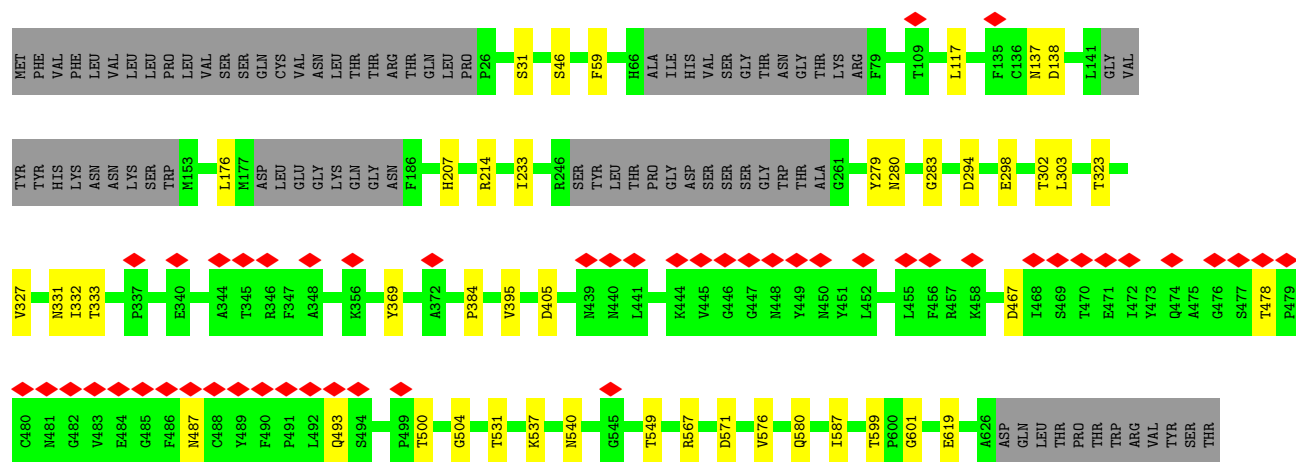 MET PHE VAL PHE LEU VAL LEU LEU PRO LEU VAL SER SER GLN CYS VAL ASN LEU THR THR ARG THR GLN LEU PRO P26 S31 S46 F59 H66 ALA ILE HIS VAL SER GLY THR ASN GLY THR LYS ARG F79 T109 L117 F135 C136 N137 D138 L141 GLY VAL
TYR TYR HIS LYS ASN ASN LYS SER TRP M153 L176 M177 ASP LEU GLU GLY LYS GLN GLY ASN F186 H207 R214 I233 R246 SER TYR LEU THR PRO GLY ASP SER SER SER GLY TRP THR ALA G261 Y279 N280 G283 D294 E298 T302 L303 T323
V327 N331 I332 T333 P337 E340 A344 T345 R346 F347 A348 K356 Y369 A372 P384 V395 D405 N439 N440 L441 K444 V445 G446 G447 N448 Y449 N450 Y451 L452 L455 F456 R457 K458 D467 I468 S469 T470 E471 I472 Y473 Q474 A475 G476 S477 T478 P479
C480 N481 G482 V483 E484 G485 F486 N487 C488 Y489 F490 P491 L492 Q493 S494 P499 T500 G504 T531 K537 N540 G545 T549 R567 D571 V576 Q580 I587 T599 P600 G601 E619 A626 ASP GLN LEU THR PRO THR TRP ARG VAL TYR SER THR